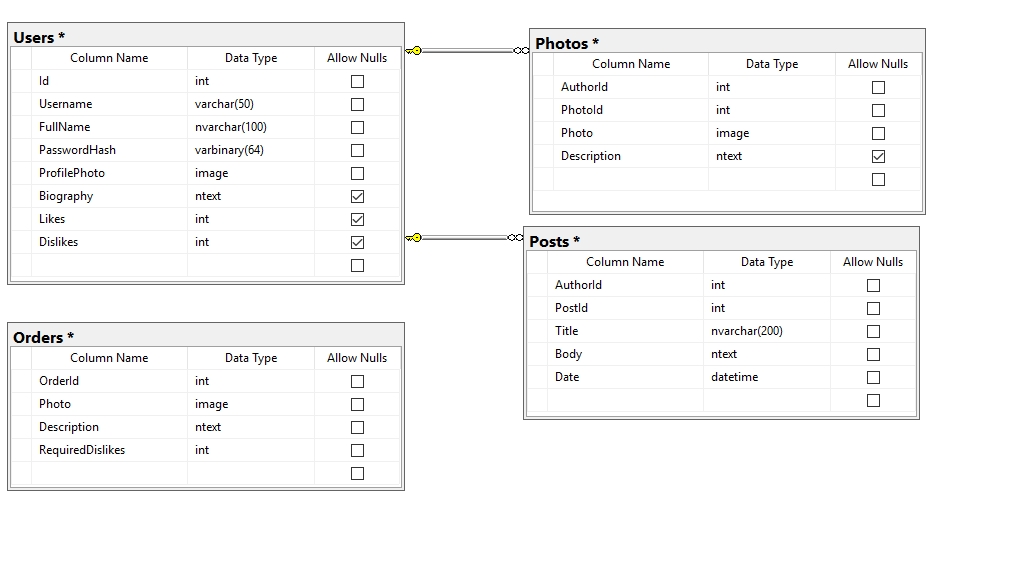 Users *
Column Name Data Type Allow Nulls
Id int
Username varchar(50)
FullName nvarchar(100)
PasswordHash varbinary(64)
ProfilePhoto image
Biography ntext
Likes int
Dislikes int
Photos *
Column Name Data Type Allow Nulls
AuthorId int
PhotoId int
Photo image
Description ntext
Posts *
Column Name Data Type Allow Nulls
AuthorId int
PostId int
Title nvarchar(200)
Body ntext
Date datetime
Orders *
Column Name Data Type Allow Nulls
OrderId int
Photo image
Description ntext
RequiredDislikes int